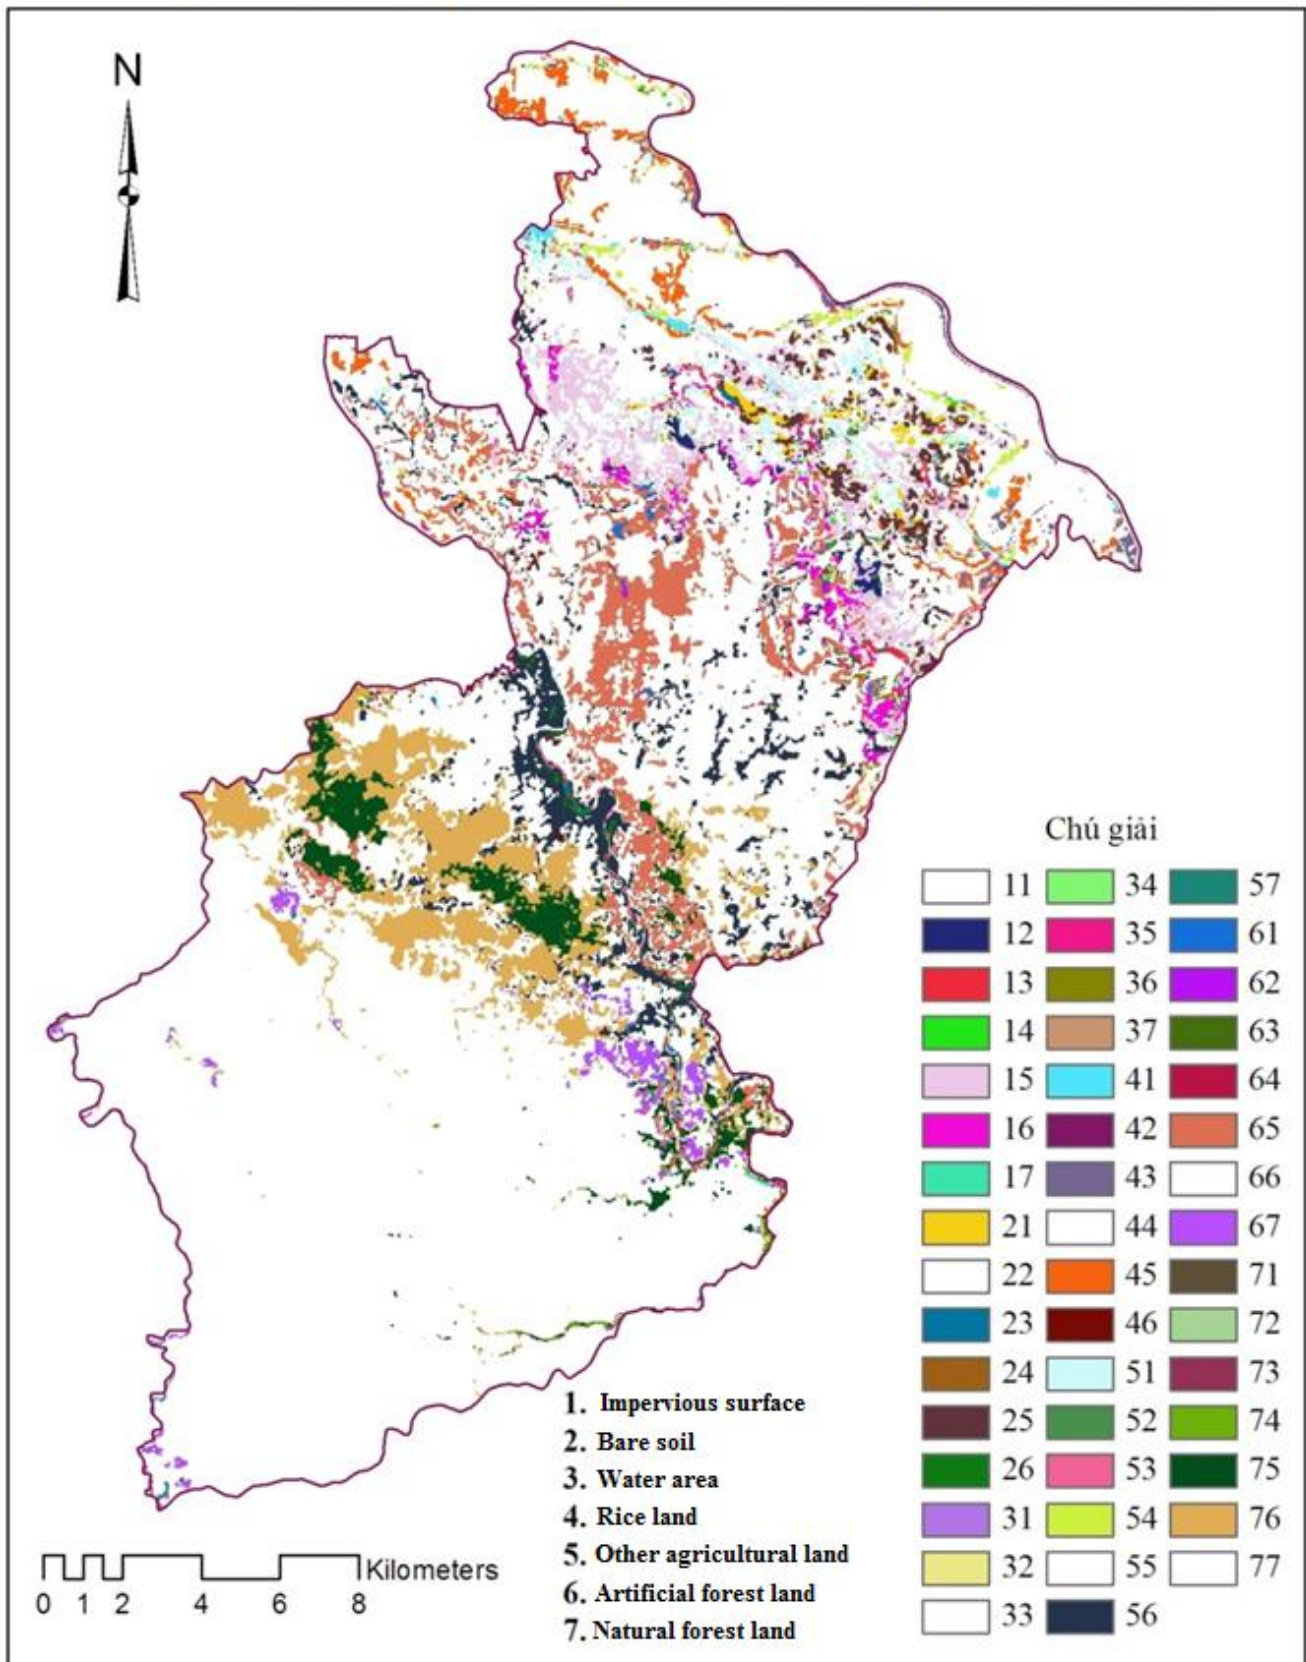 N
Chú giải
11 34 57
12 35 61
13 36 62
14 37 63
15 41 64
16 42 65
17 43 66
21 44 67
22 45 71
23 46 72
24 51 73
25 52 74
26 53 75
31 54 76
32 55 77
33 56
1. Impervious surface
2. Bare soil
3. Water area
4. Rice land
5. Other agricultural land
6. Artificial forest land
7. Natural forest land
Kilometers
0 1 2 4 6 8